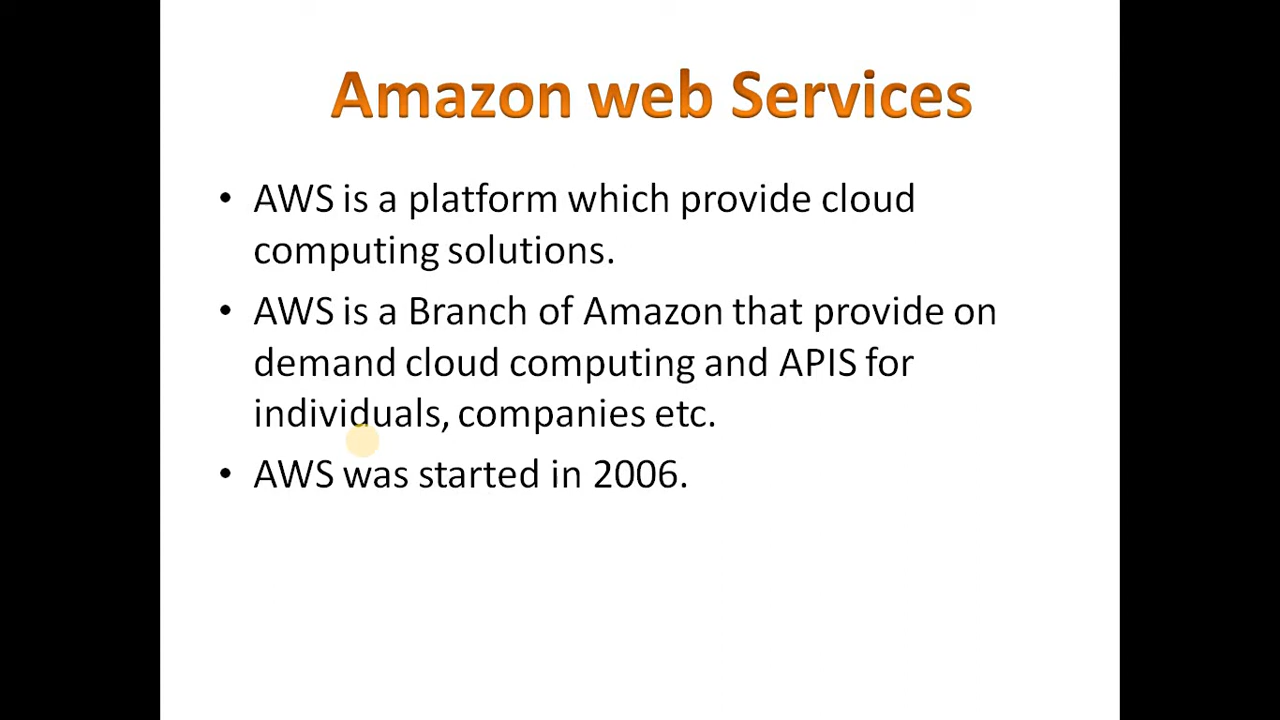 Amazon web Services
• AWS is a platform which provide cloud
computing solutions.
• AWS is a Branch of Amazon that provide on
demand cloud computing and APIS for
individuals, companies etc.
• AWS was started in 2006.